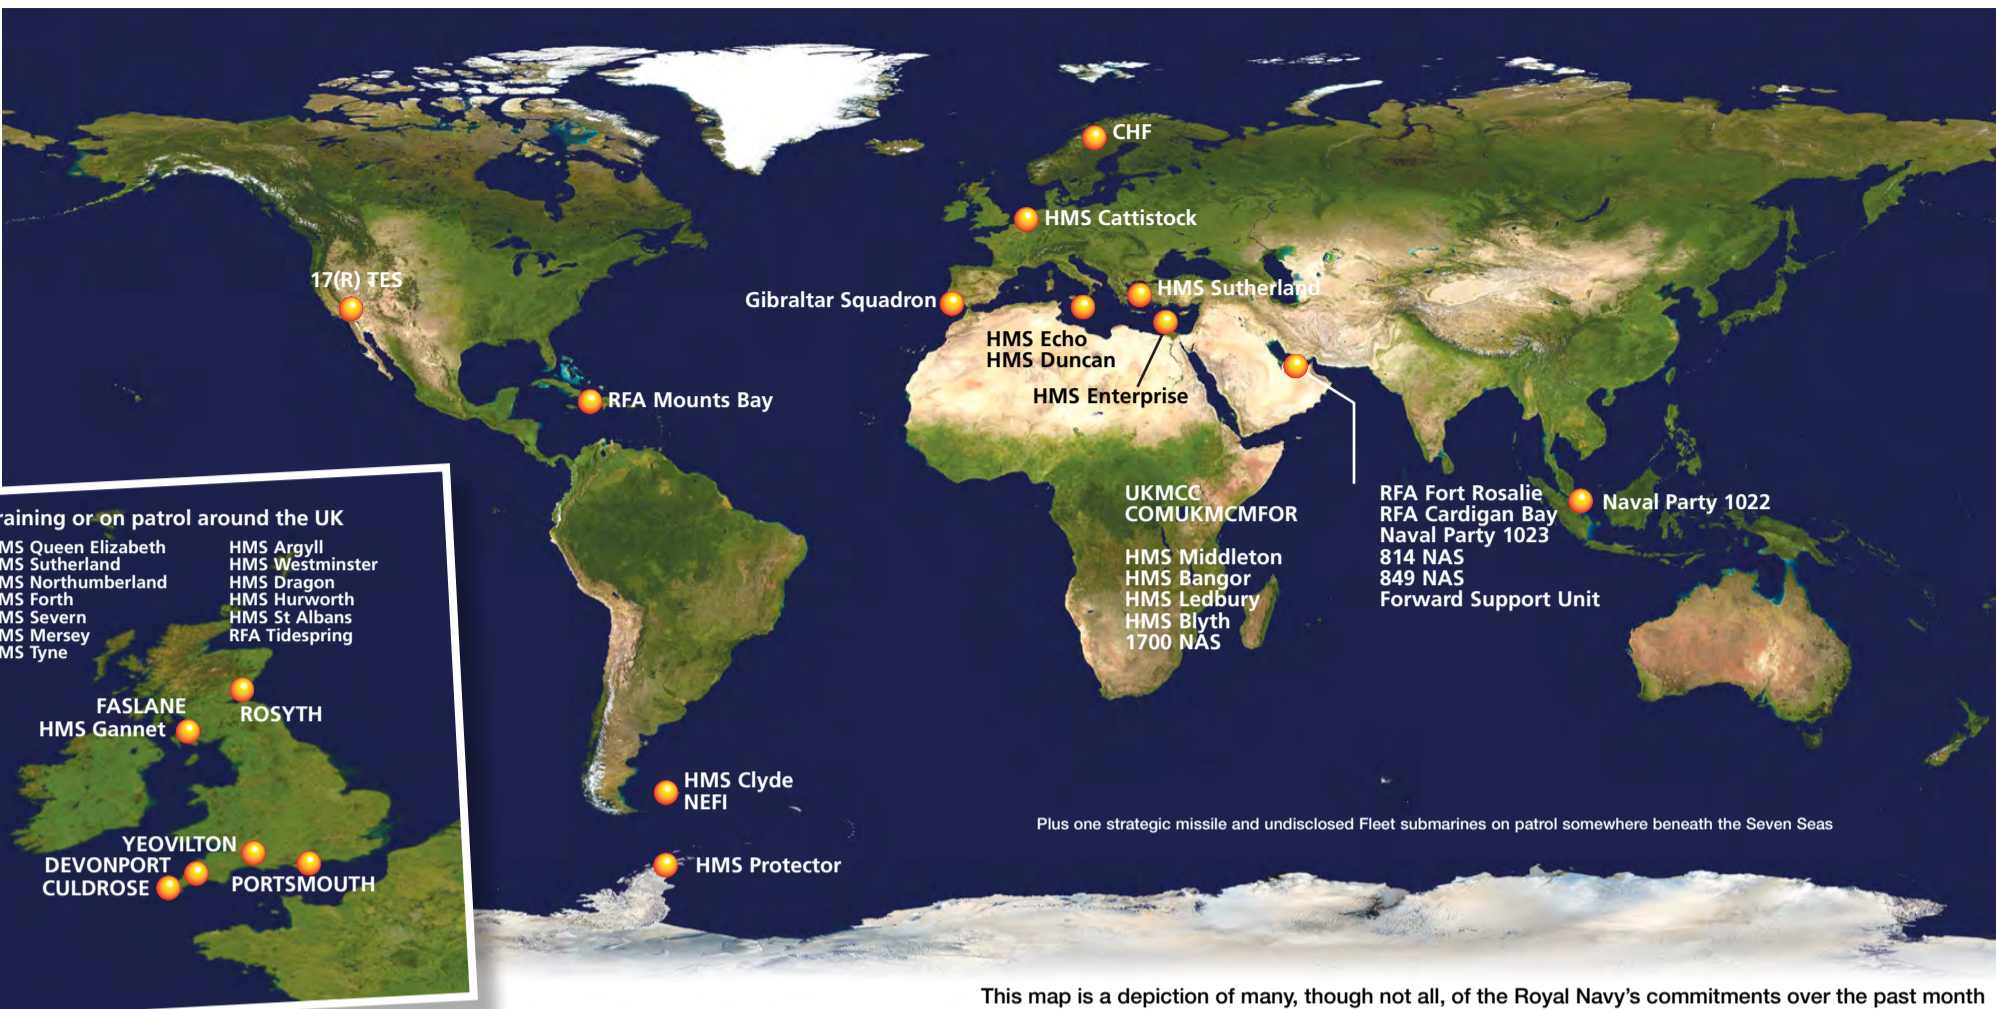 CHF
HMS Cattistock
17(R) TES
HMS Sutherland
Gibraltar Squadron
HMS Echo
HMS Duncan
HMS Enterprise
RFA Mounts Bay
UKMCC
COMUKMCMFOR
HMS Middleton
HMS Bangor
HMS Ledbury
HMS Blyth
1700 NAS
RFA Fort Rosalie
RFA Cardigan Bay
Naval Party 1023
814 NAS
849 NAS
Forward Support Unit
Naval Party 1022
raining or on patrol around the UK
MS Queen Elizabeth
MS Sutherland
MS Northumberland
MS Forth
MS Severn
MS Mersey
MS Tyne
HMS Argyll
HMS Westminster
HMS Dragon
HMS Hurworth
HMS St Albans
RFA Tidespring
FASLANE
HMS Gannet
ROSYTH
YEOVILTON
DEVONPORT
CULDROSE
PORTSMOUTH
HMS Clyde
NEFI
HMS Protector
Plus one strategic missile and undisclosed Fleet submarines on patrol somewhere beneath the Seven Seas
This map is a depiction of many, though not all, of the Royal Navy's commitments over the past month